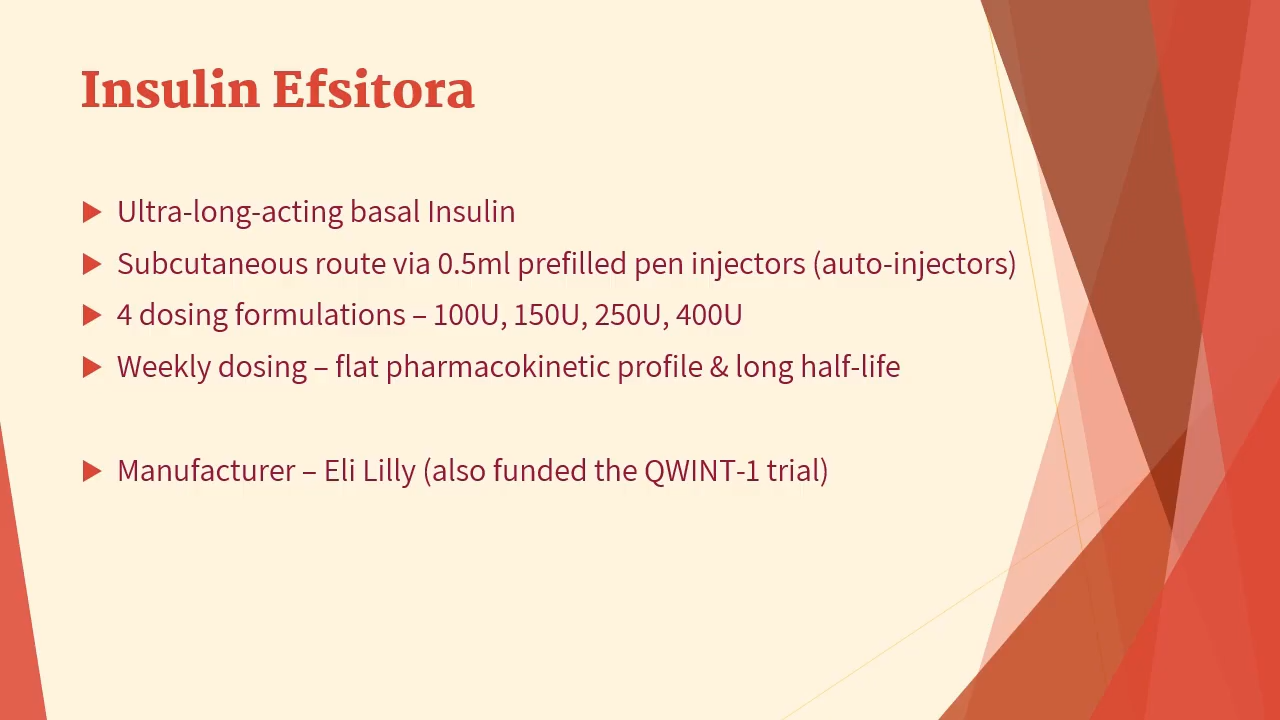 Insulin Efsitora
Ultra-long-acting basal Insulin
Subcutaneous route via 0.5ml prefilled pen injectors (auto-injectors)
4 dosing formulations – 100U, 150U, 250U, 400U
Weekly dosing – flat pharmacokinetic profile & long half-life
Manufacturer – Eli Lilly (also funded the QWINT-1 trial)